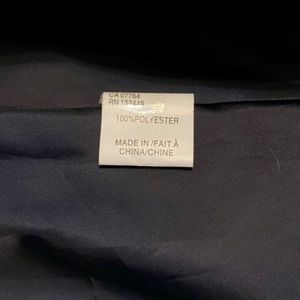 CA 07764
RN 132449
100%POLYESTER
MADE IN /FAIT À
CHINA/CHINE